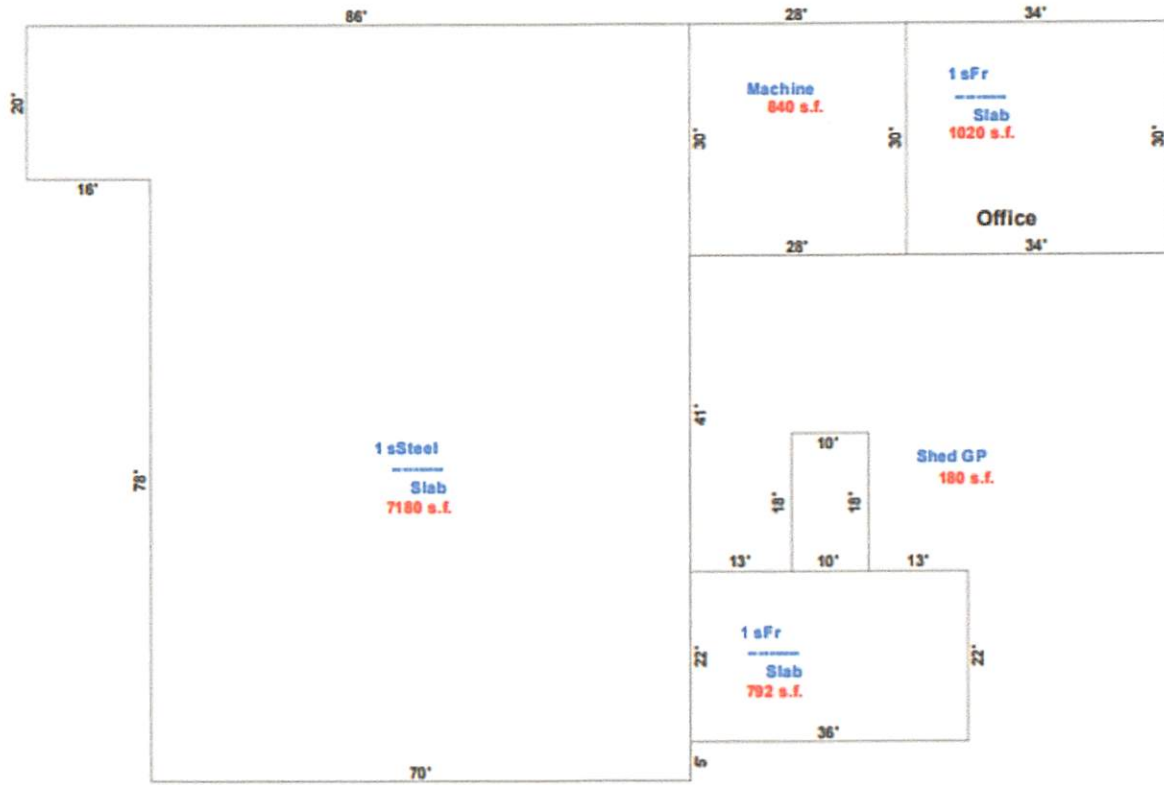 86'
28'
34'
20'
16'
Machine
840 s.f.
30'
30'
1 sFr
Slab
1020 s.f.
30'
Office
28'
34'
41'
78'
1 sSteel
Slab
7180 s.f.
10'
18'
18'
Shed GP
180 s.f.
13'
10'
13'
1 sFr
Slab
792 s.f.
22'
22'
36'
5'
70'